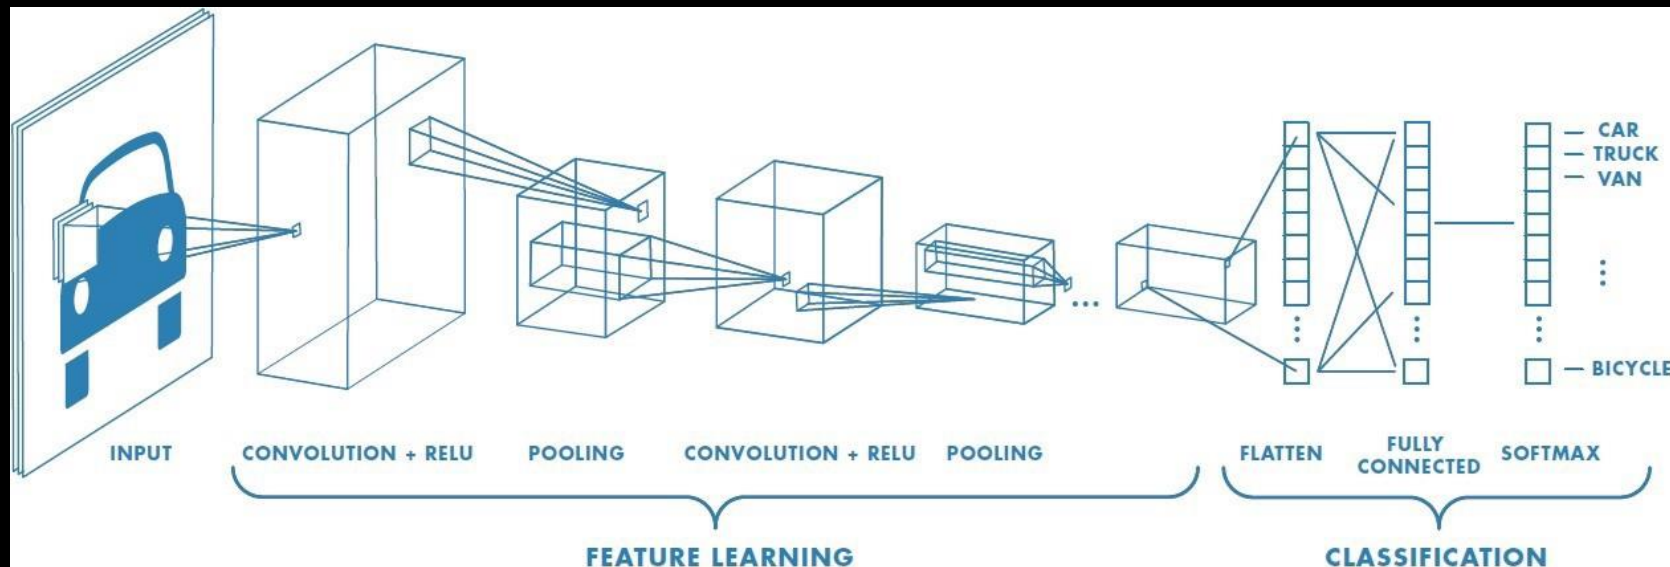 CAR
TRUCK
VAN
BICYCLE
INPUT
CONVOLUTION + RELU
POOLING
CONVOLUTION + RELU
POOLING
FLATTEN
FULLY
CONNECTED
SOFTMAX
FEATURE LEARNING
CLASSIFICATION